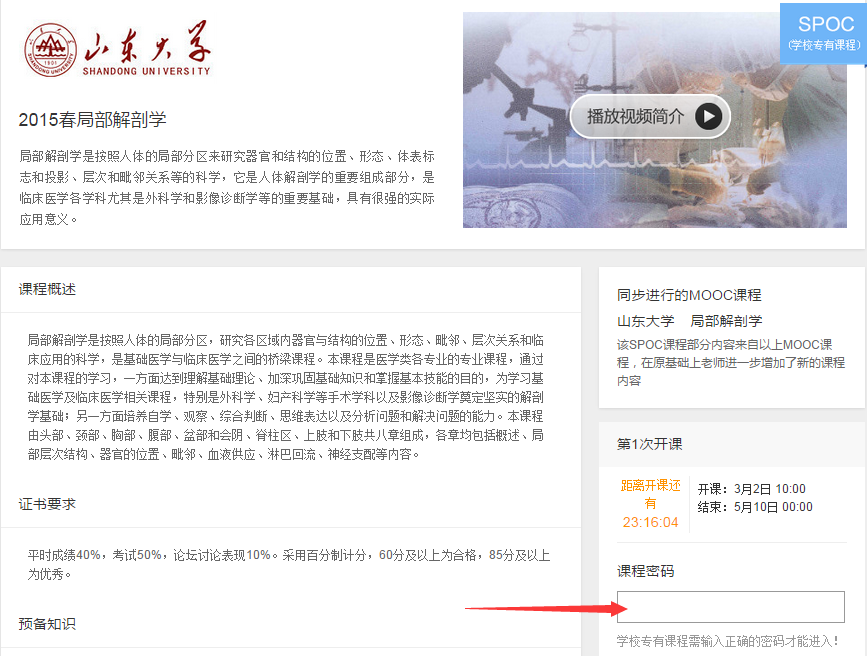 山东大学
SHANDONG UNIVERSITY
SPOC
(学校专有课程)
播放视频简介
2015春局部解剖学
局部解剖学是按照人体的局部分区来研究器官和结构的位置、形态、体表标
志和投影、层次和毗邻关系等的科学，它是人体解剖学的重要组成部分，是
临床医学各学科尤其是外科学和影像诊断学等的重要基础，具有很强的实际
应用意义。
课程概述
局部解剖学是按照人体的局部分区，研究各区域内器官与结构的位置、形态、毗邻、层次关系和临
床应用的科学，是基础医学与临床医学之间的桥梁课程。本课程是医学类各专业的专业课程，通过
对本课程的学习，一方面达到理解基础理论、加深巩固基础知识和掌握基本技能的目的，为学习基
础医学及临床医学相关课程，特别是外科学、妇产科学等手术学科以及影像诊断学奠定坚实的解剖
学基础；另一方面培养自学、观察、综合判断、思维表达以及分析问题和解决问题的能力。本课程
由头部、颈部、胸部、腹部、盆部和会阴、脊柱区、上肢和下肢共八章组成，各章均包括概述、局
部层次结构、器官的位置、毗邻、血液供应、淋巴回流、神经支配等内容。
证书要求
平时成绩40%，考试50%，论坛讨论表现10%。采用百分制计分，60分及以上为合格，85分及以上
为优秀。
预备知识
同步进行的MOOC课程
山东大学 局部解剖学
该SPOC课程部分内容来自以上MOOC课
程，在原基础上老师进一步增加了新的课程
内容
第1次开课
距离开课还
有
23:16:04
开课：3月2日 10:00
结束：5月10日 00:00
课程密码
学校专有课程需输入正确的密码才能进入！